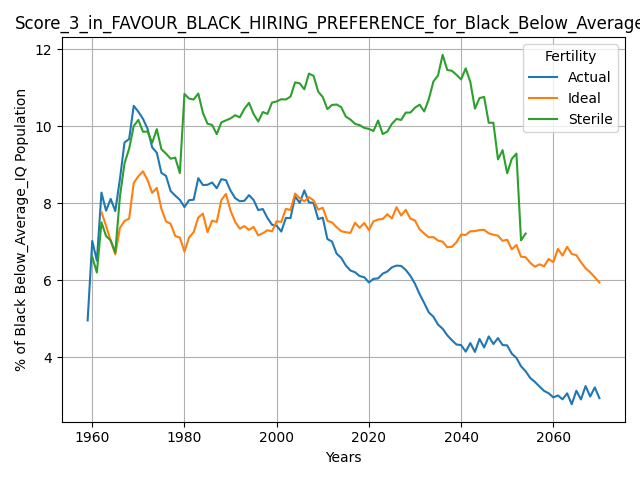 Score_3_in_FAVOUR_BLACK_HIRING_PREFERENCE_for_Black_Below_Average
Fertility
Actual
Ideal
Sterile
% of Black Below_Average_IQ Population
12
10
8
6
4
1960 1980 2000 2020 2040 2060
Years